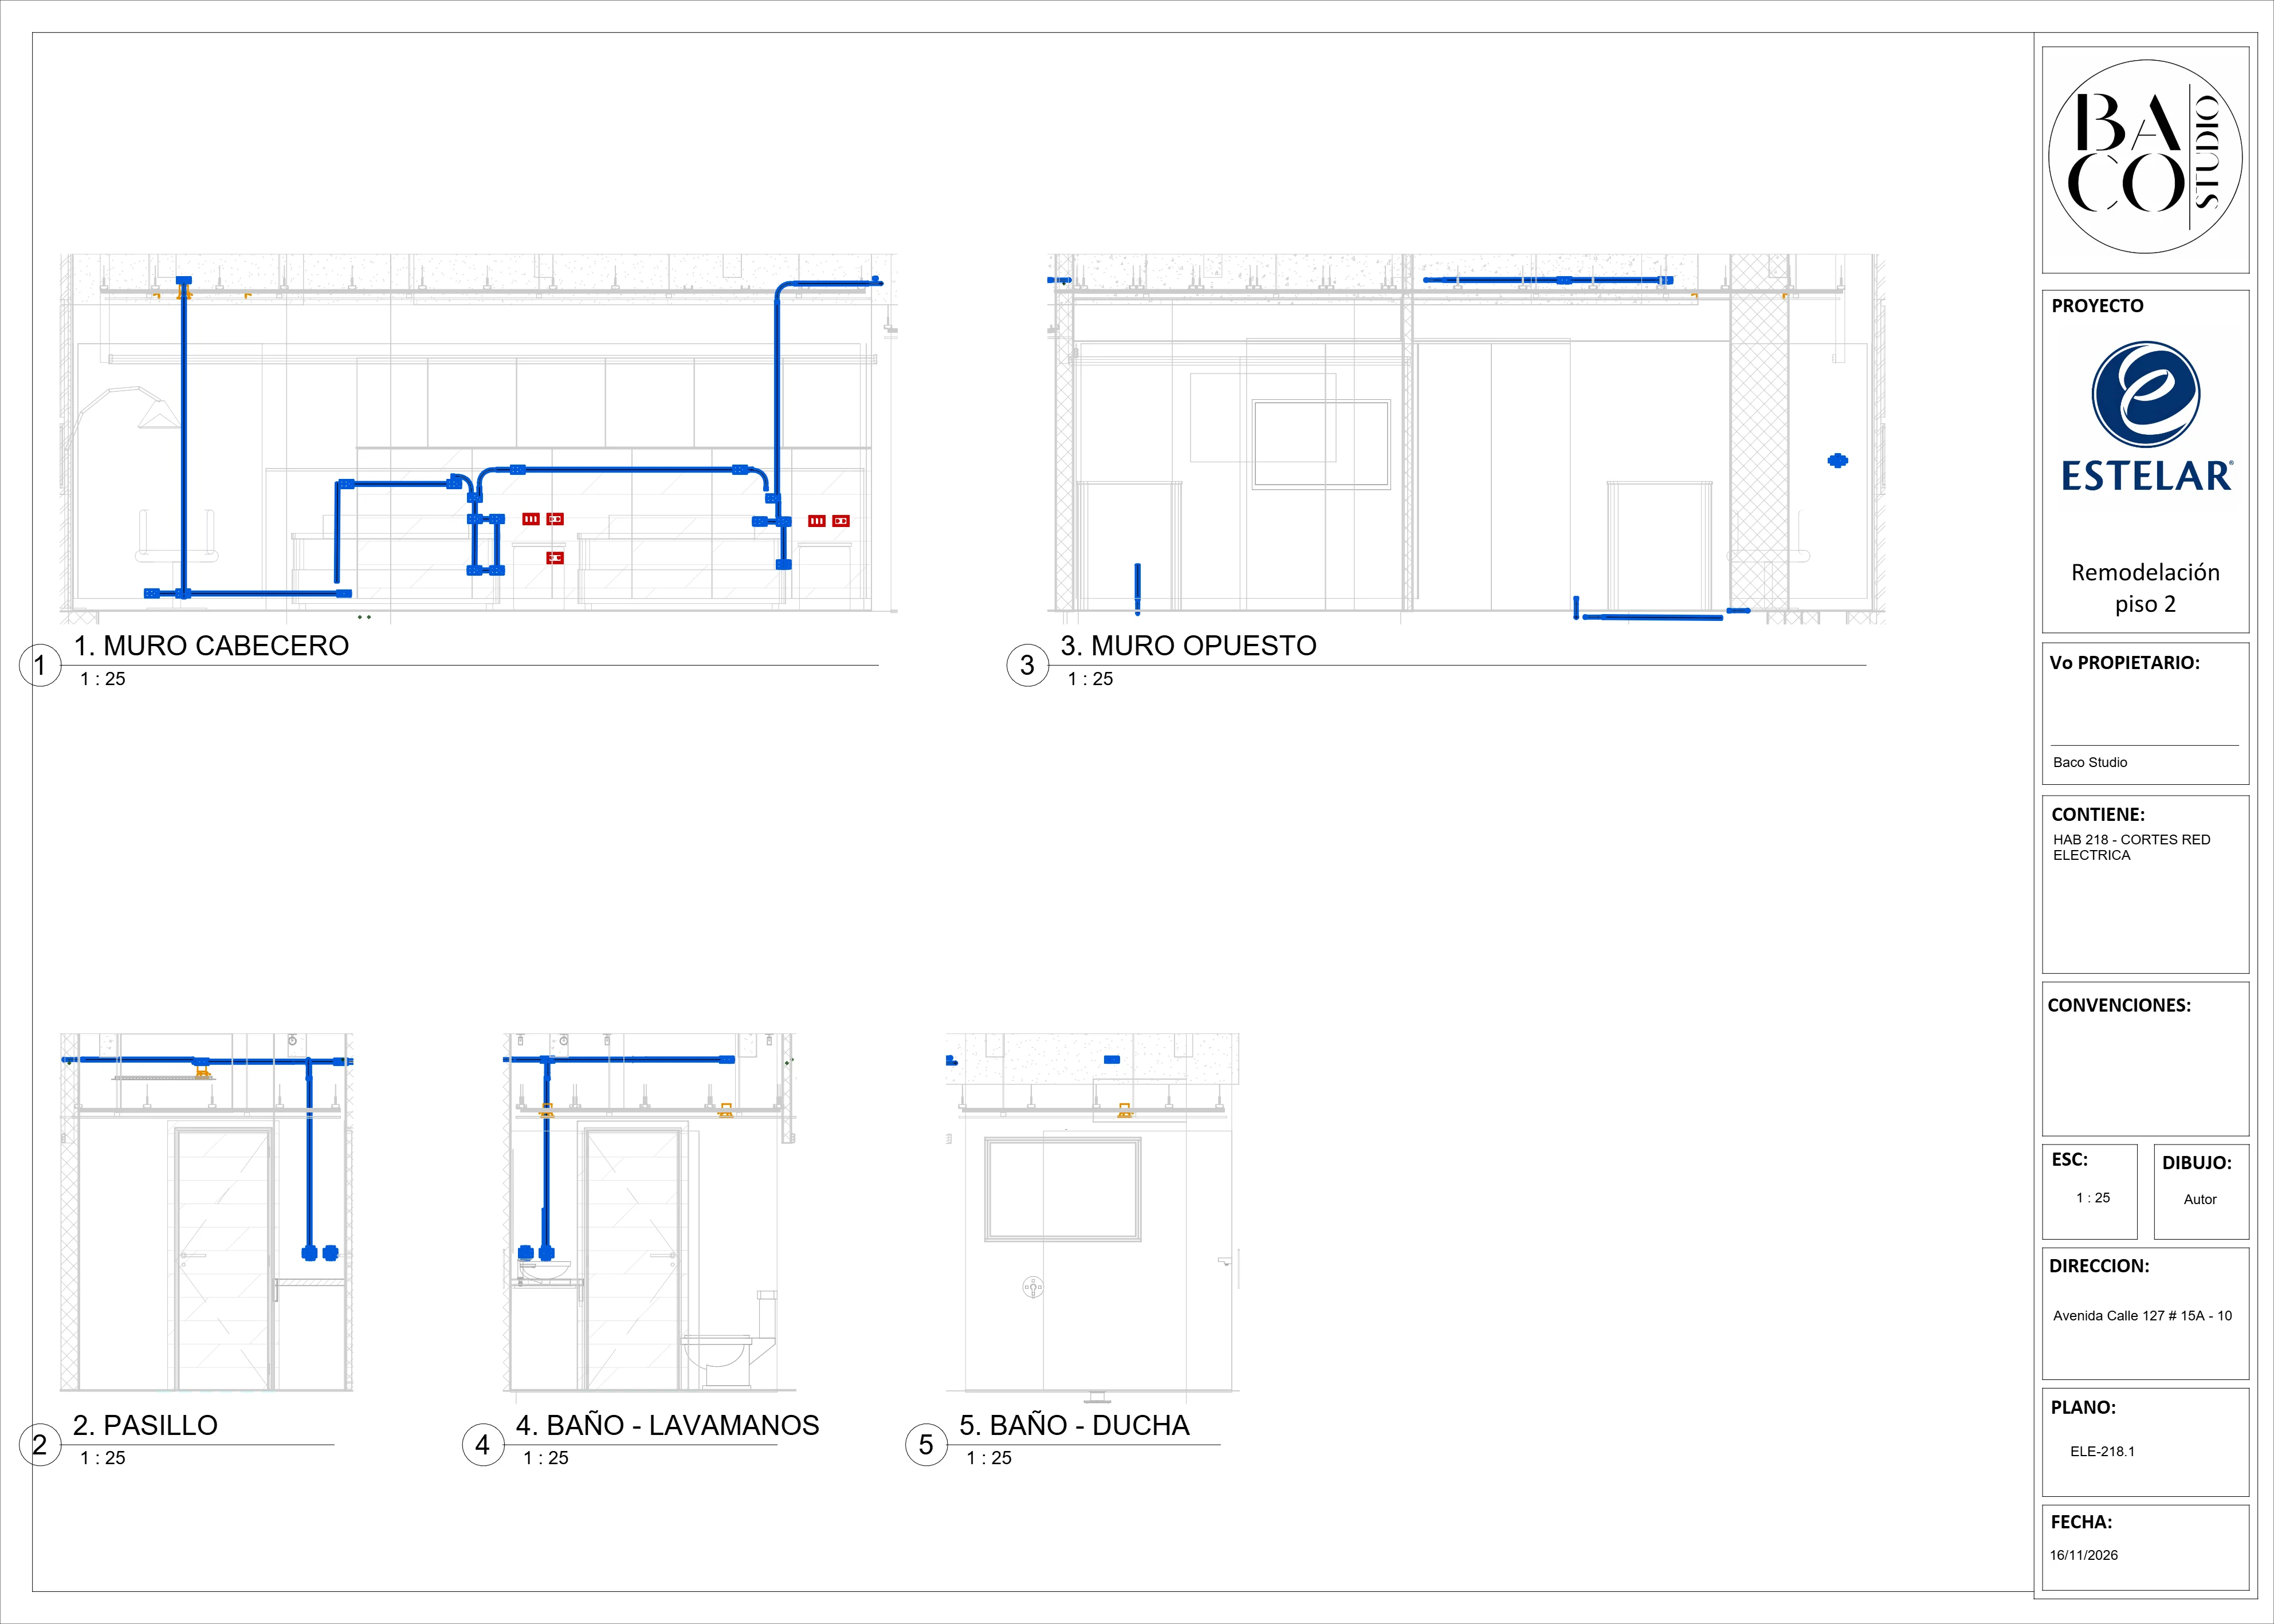 1. MURO CABECERO
1
1 : 25
3. MURO OPUESTO
3
1 : 25
2. PASILLO
2
1 : 25
4. BAÑO - LAVAMANOS
4
1 : 25
5. BAÑO - DUCHA
5
1 : 25
BA
CO
STUDIO
PROYECTO
ESTELAR®
Remodelación
piso 2
Vo PROPIETARIO:
Baco Studio
CONTIENE:
HAB 218 - CORTES RED
ELECTRICA
CONVENCIONES:
ESC:
1 : 25
DIBUJO:
Autor
DIRECCION:
Avenida Calle 127 # 15A - 10
PLANO:
ELE-218.1
FECHA:
16/11/2026